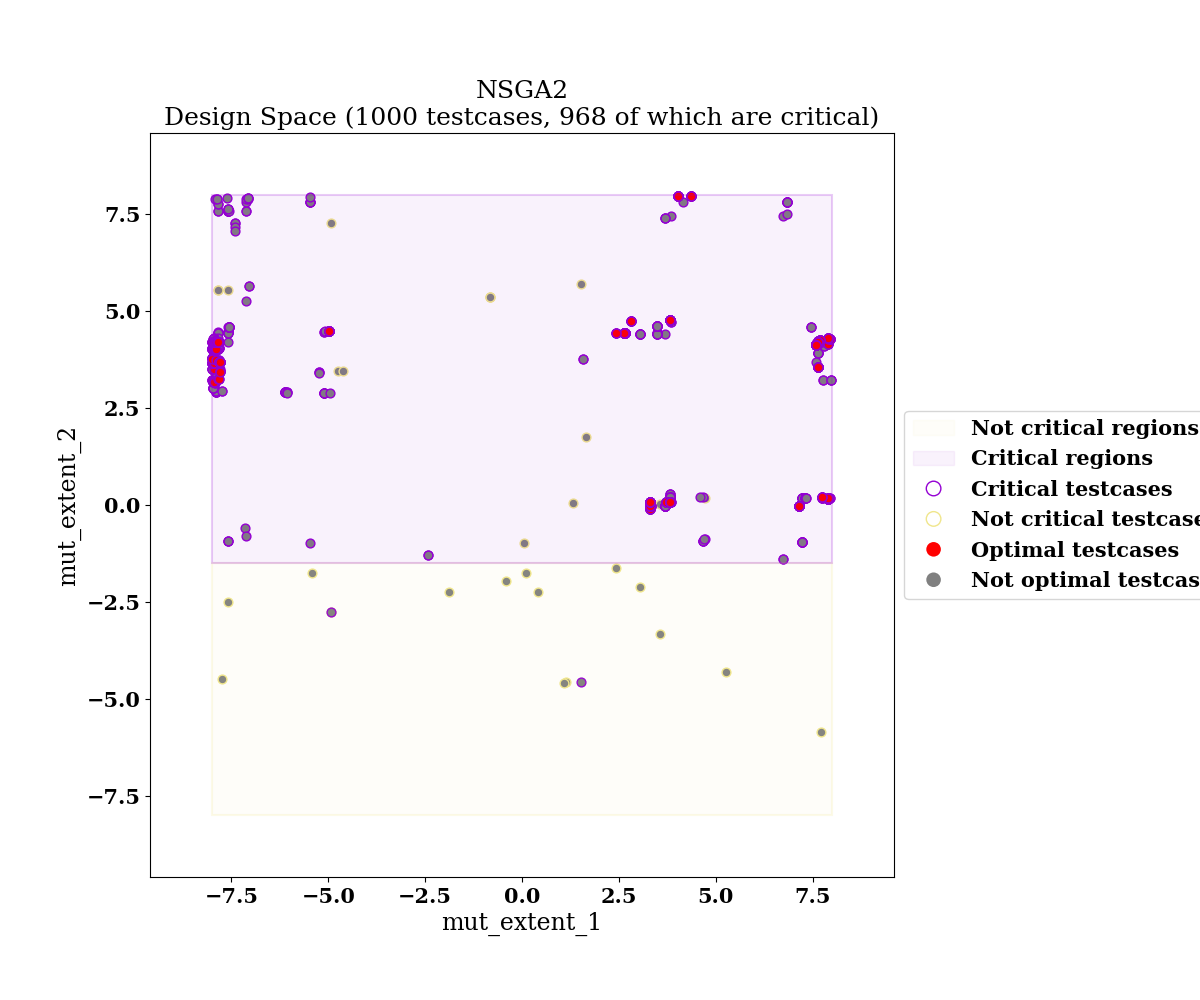 NSGA2
Design Space (1000 testcases, 968 of which are critical)
mut_extent_2
7.5
5.0
2.5
0.0
−2.5
−5.0
−7.5
−7.5
−5.0
−2.5
0.0
2.5
5.0
7.5
mut_extent_1
Not critical regions
Critical regions
Critical testcases
Not critical testcase
Optimal testcases
Not optimal testcas